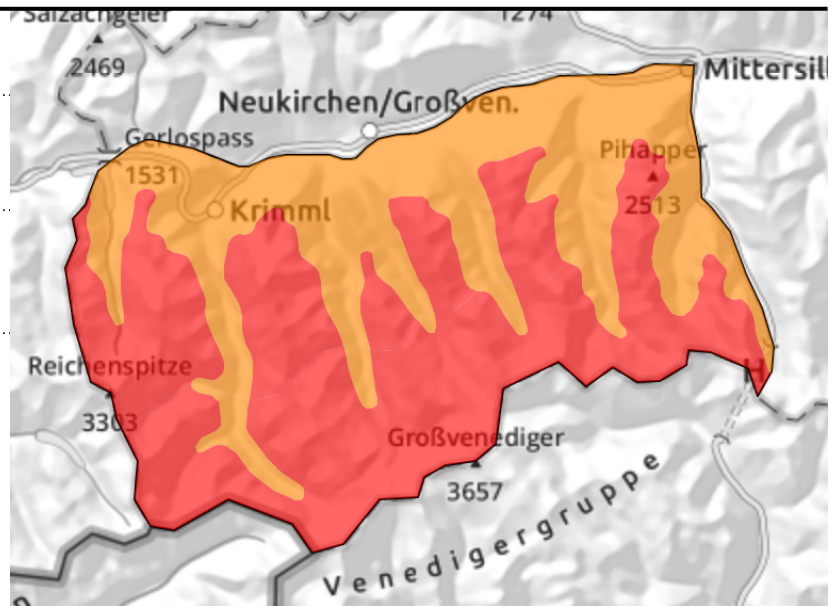 Salzachgeier
1274
2469
Mittersill
Neukirchen/Großven.
Gerlospass
1531
Pihapper
2513
Krimml
Reichenspitze
3303
H
Großvenediger
3657
Venedigergruppe
n